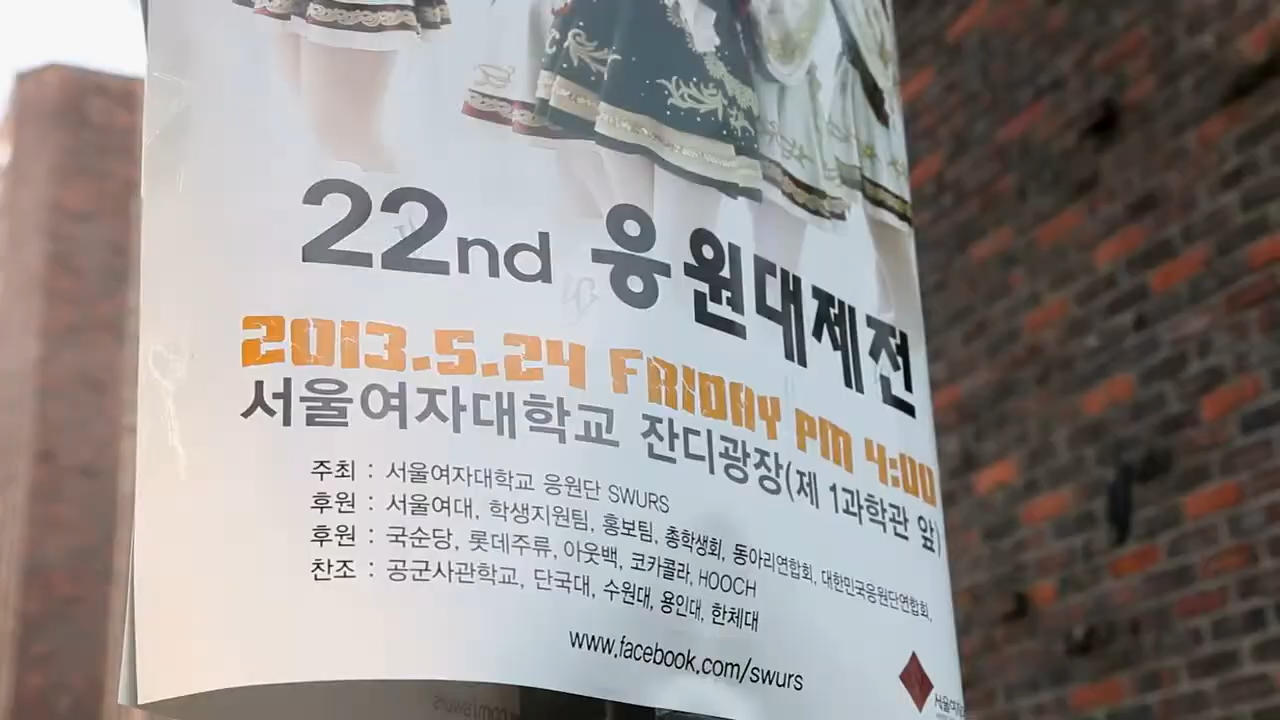 22nd 응원대제전
2013.5.24 FRIDAY PM 4:00
서울여자대학교 잔디광장(제 1과학관 앞)
주최 : 서울여자대학교 응원단 SWURS
후원 : 서울여대, 학생지원팀, 홍보팀, 총학생회, 동아리연합회, 대한민국응원단연합회,
후원 : 국순당, 롯데주류, 아웃백, 코카콜라, HOOCH
찬조 : 공군사관학교, 단국대, 수원대, 용인대, 한체대
www.facebook.com/swurs